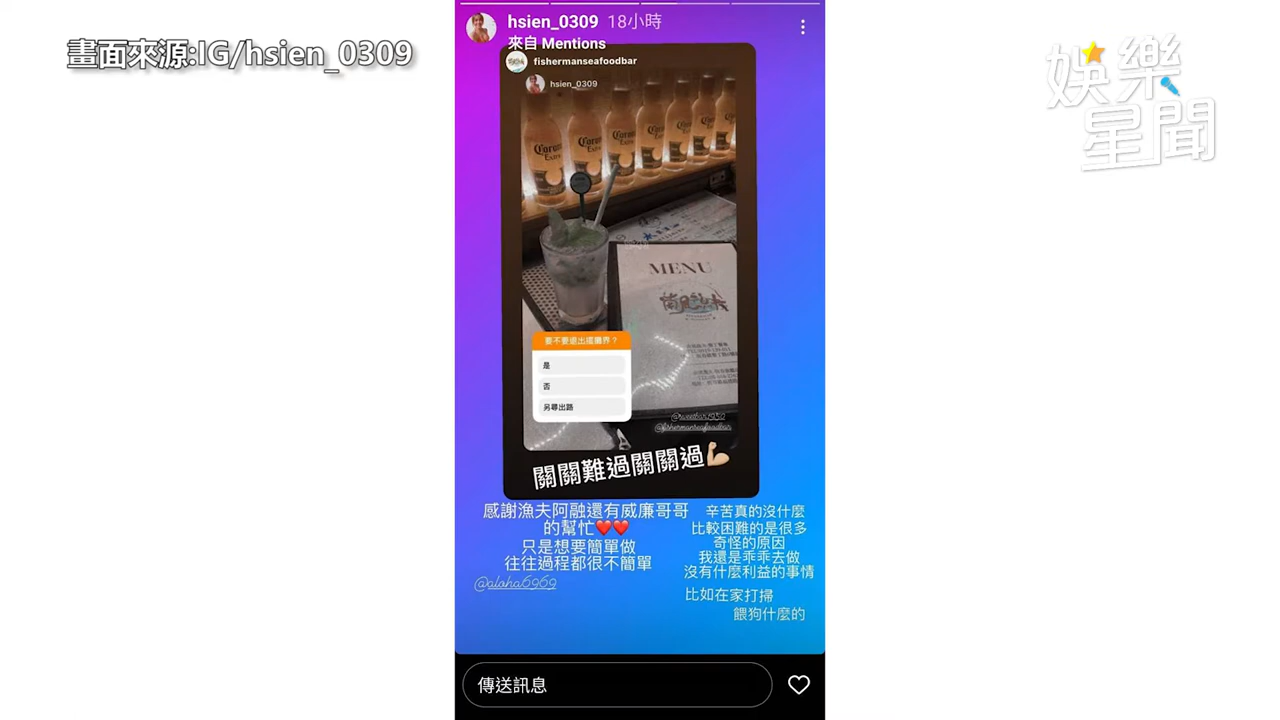 畫面來源:IG/hsien_0309
娛樂
星聞
hsien_0309 18小時
來自 Mentions
fishermanseafoodbar
hsien_0309
Corona
Extra
MENU
要不要退出擺攤界？
是
否
另尋出路
@fishermanseafoodbar
關關難過關關過
感謝漁夫阿融還有威廉哥哥
的幫忙❤️❤️
只是想要簡單做
往往過程都很不簡單
@aloha6969
辛苦真的沒什麼
比較困難的是很多
奇怪的原因
我還是乖乖去做
沒有什麼利益的事情
比如在家打掃
餵狗什麼的
傳送訊息